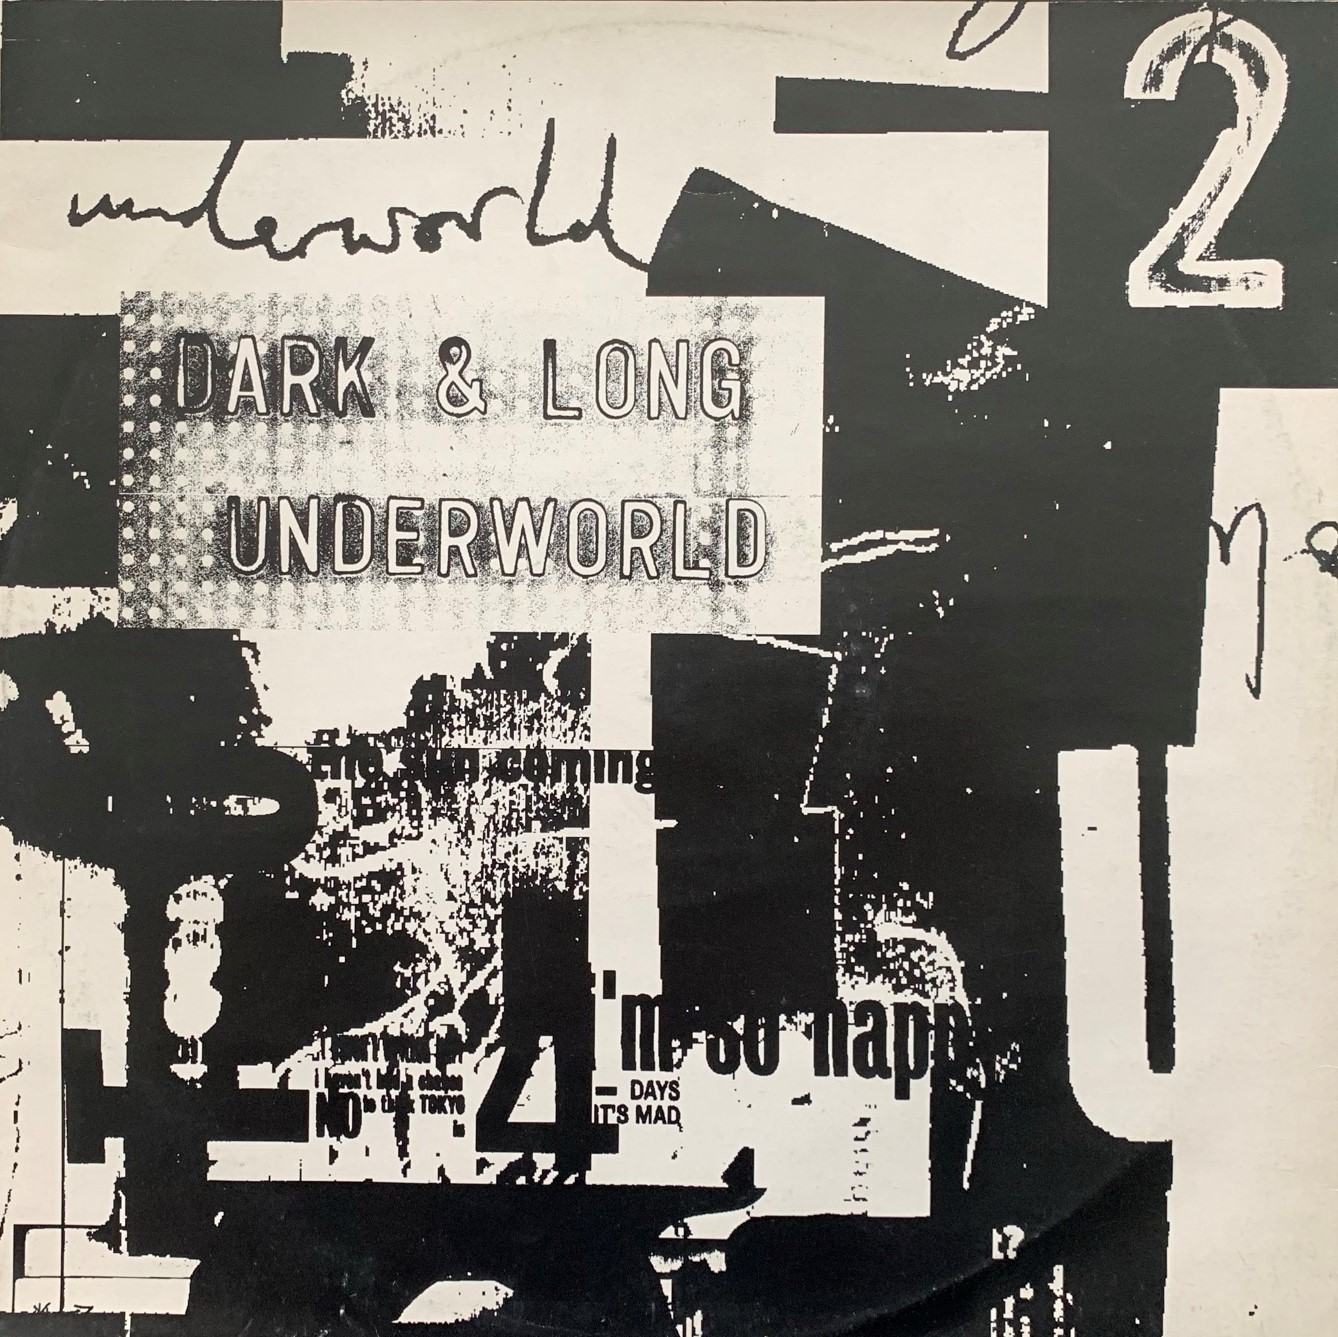 2
underworld
DARK & LONG
UNDERWORLD
the sun coming
'm so happ
I haven't had a chance
NO to think TOKYO
is
4
- DAYS
IT'S MAD